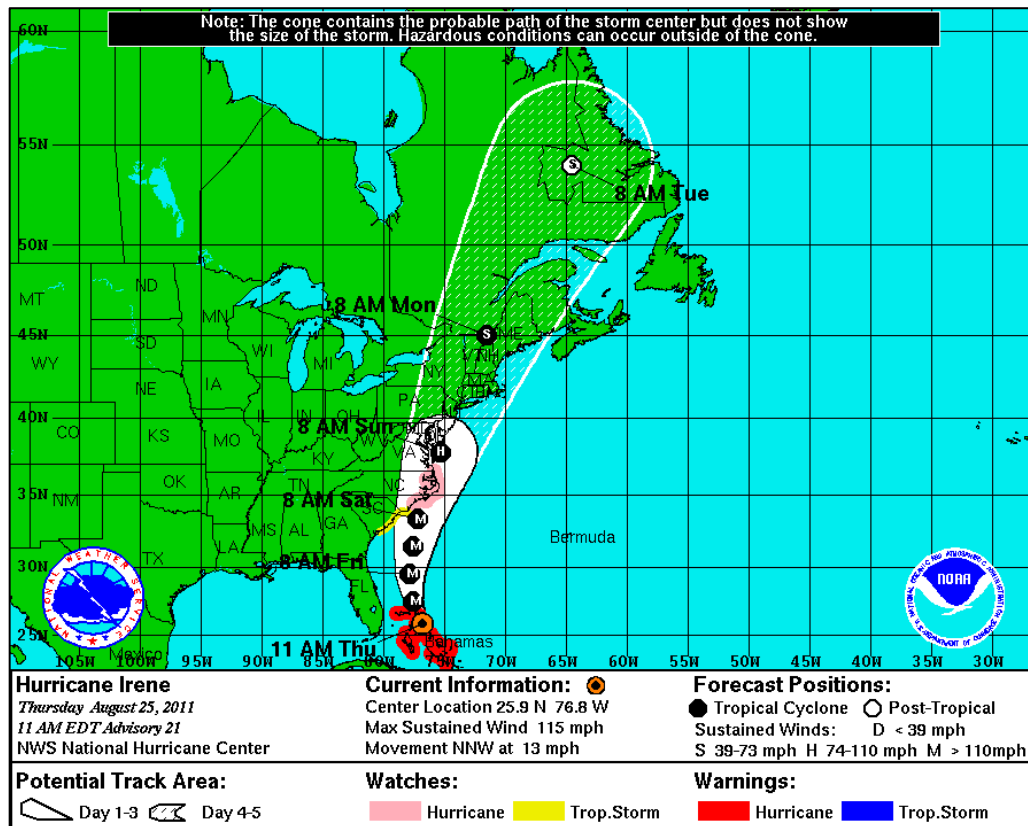 Note: The cone contains the probable path of the storm center but does not show
the size of the storm. Hazardous conditions can occur outside of the cone.
60N
55N
8 AM Tue
S
50N
MT
ND
MN
8 AM Mon
S
ME
45N
WY
SD
WI
MI
VT
NH
NY
MA
NE
IA
PA
40N
IL
IN
OH
8 AM Sun
CO
KS
MO
WV
VA
H
KY
OK
TN
NC
35N
NM
AR
8 AM Sat
SC
M
MS
AL
GA
M
Bermuda
TX
LA
8 AM Fri
M
30N
FL
M
NATIONAL WEATHER SERVICE
NOAA
25N
11 AM Thu
Bahamas
Mexico
105W 100W 95W 90W 85W 80W 75W 70W 65W 60W 55W 50W 45W 40W 35W 30W
Hurricane Irene
Thursday August 25, 2011
11 AM EDT Advisory 21
NWS National Hurricane Center
Current Information:
Center Location 25.9 N 76.8 W
Max Sustained Wind 115 mph
Movement NNW at 13 mph
Forecast Positions:
Tropical Cyclone Post-Tropical
Sustained Winds: D < 39 mph
S 39-73 mph H 74-110 mph M > 110mph
Potential Track Area:
Day 1-3 Day 4-5
Watches:
Hurricane Trop.Storm
Warnings:
Hurricane Trop.Storm